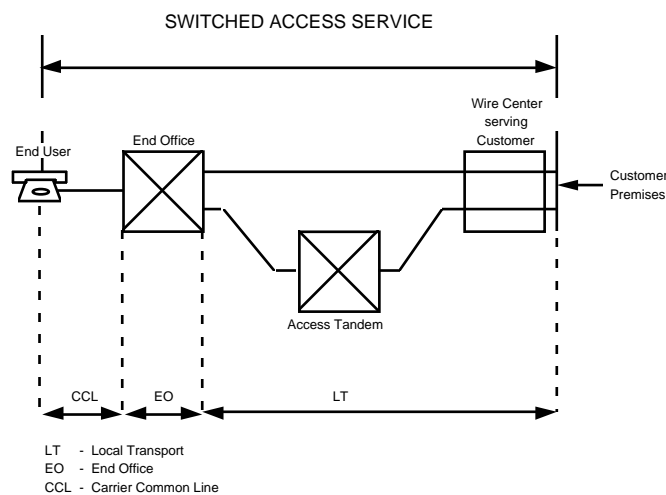 SWITCHED ACCESS SERVICE
Wire Center
serving
Customer
End Office
End User
Customer
Premises
Access Tandem
CCL
EO
LT
LT - Local Transport
EO - End Office
CCL - Carrier Common Line